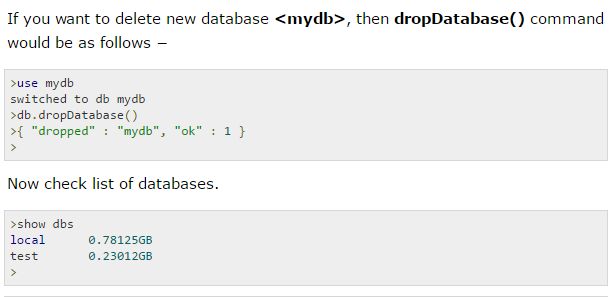 If you want to delete new database <mydb>, then dropDatabase() command
would be as follows −
>use mydb
switched to db mydb
>db.dropDatabase()
>{ "dropped" : "mydb", "ok" : 1 }
>
Now check list of databases.
>show dbs
local      0.78125GB
test       0.23012GB
>